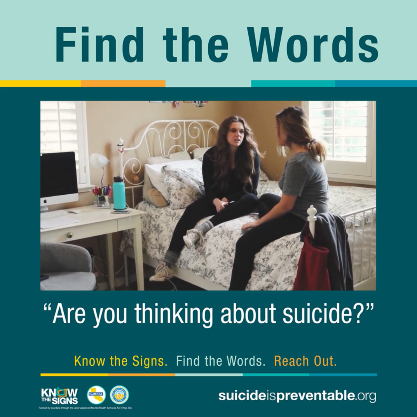 Find the Words
“Are you thinking about suicide?”
Know the Signs. Find the Words. Reach Out.
KNOW
THE SIGNS
suicideispreventable.org